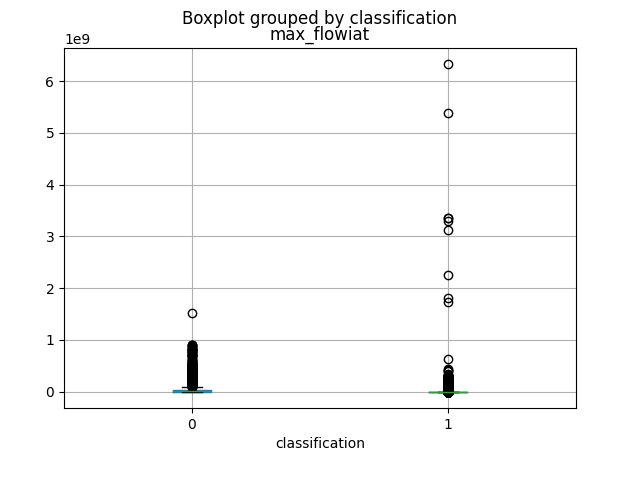 Boxplot grouped by classification
max_flowiat
1e9
6
5
4
3
2
1
0
0 1
classification